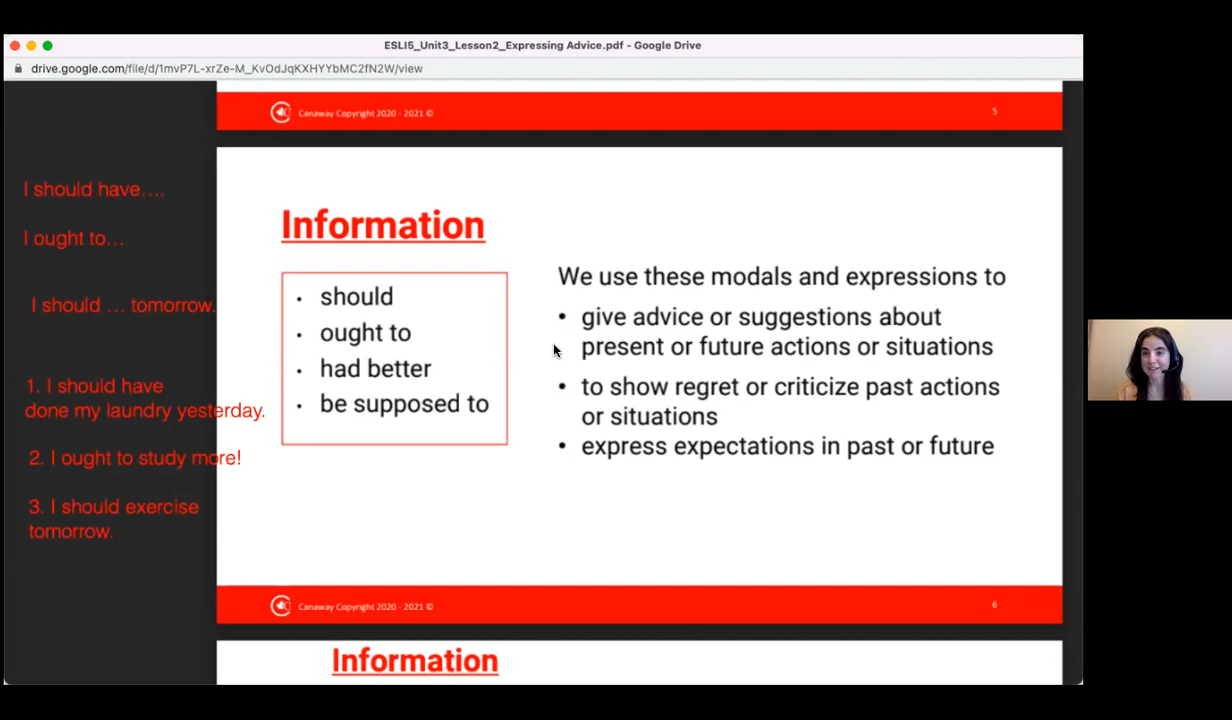 ESLI5_Unit3_Lesson2_Expressing Advice.pdf - Google Drive
drive.google.com/file/d/1mvP7L-xrZe-M_KvOdJqKXHYYbMC2fN2W/view
Canaway Copyright 2020 - 2021 ©
5
I should have....
I ought to...
I should ... tomorrow.
1. I should have
done my laundry yesterday.
2. I ought to study more!
3. I should exercise
tomorrow.
Information
• should
• ought to
• had better
• be supposed to
We use these modals and expressions to
• give advice or suggestions about
present or future actions or situations
• to show regret or criticize past actions
or situations
• express expectations in past or future
Canaway Copyright 2020 - 2021 ©
6
Information